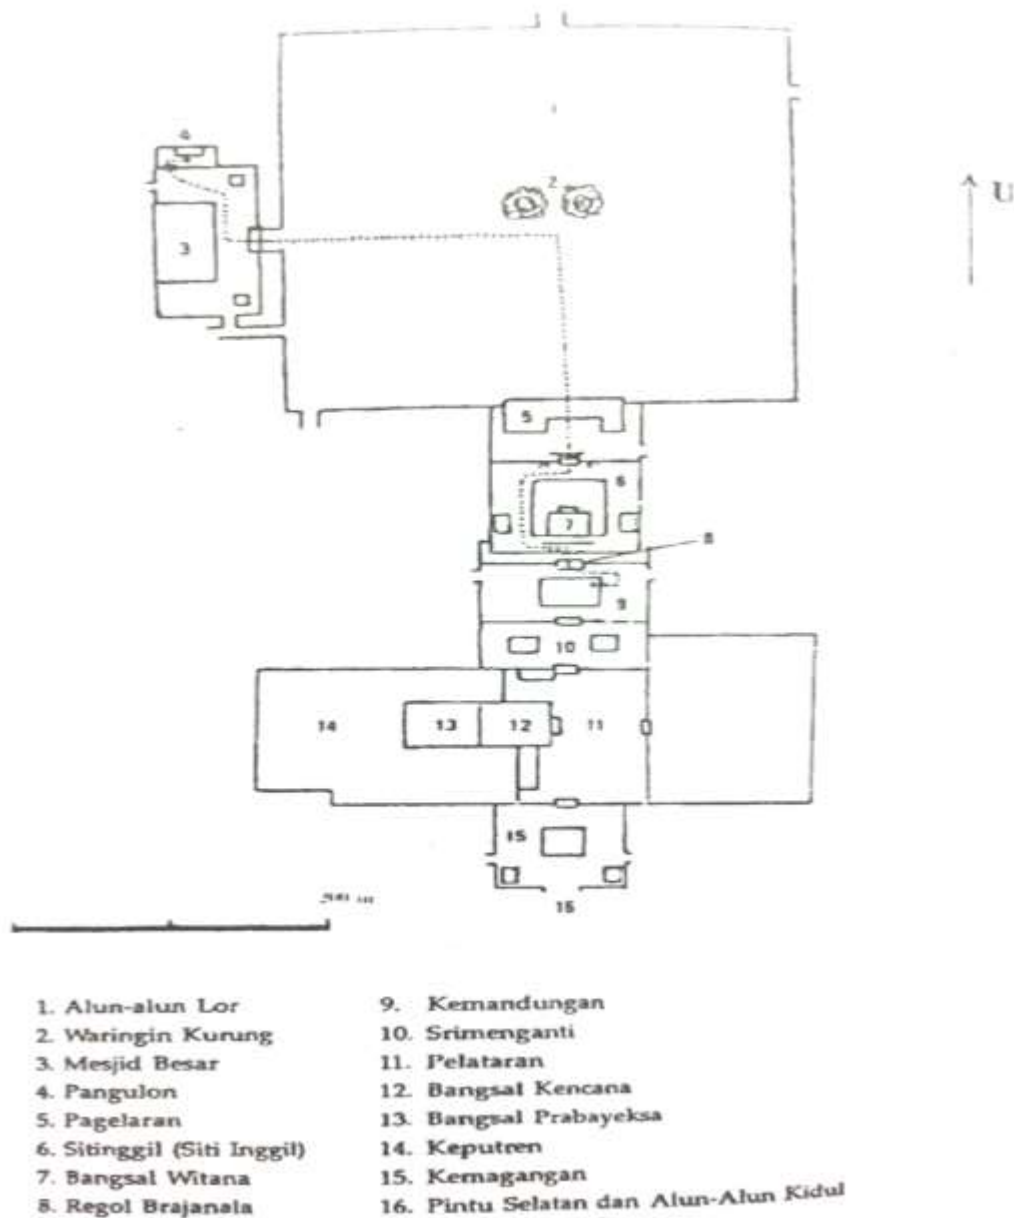 1
4
2
U
3
5
6
7
8
9
10
14
13
12
11
15
16
1. Alun-alun Lor
2. Waringin Kurung
3. Mesjid Besar
4. Pangulon
5. Pagelaran
6. Sitinggil (Siti Inggil)
7. Bangsal Witana
8. Regol Brajanala
9. Kemandungan
10. Srimenganti
11. Pelataran
12. Bangsal Kencana
13. Bangsal Prabayeksa
14. Keputren
15. Kemagangan
16. Pintu Selatan dan Alun-Alun Kidul